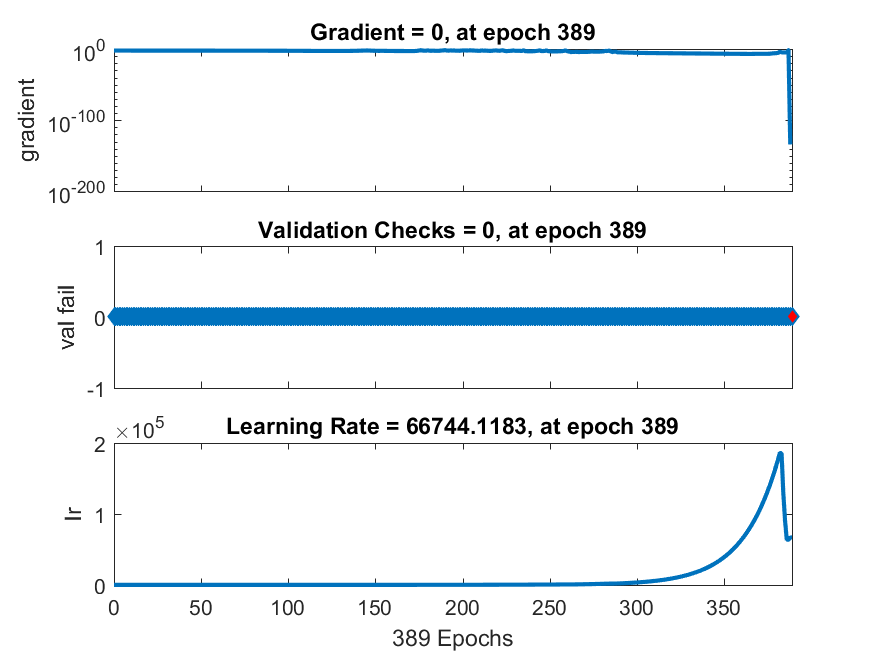 Gradient = 0, at epoch 389
10^0
10^-100
10^-200
gradient
Validation Checks = 0, at epoch 389
1
0
-1
val fail
Learning Rate = 66744.1183, at epoch 389
×10^5
2
1
0
lr
0 50 100 150 200 250 300 350
389 Epochs